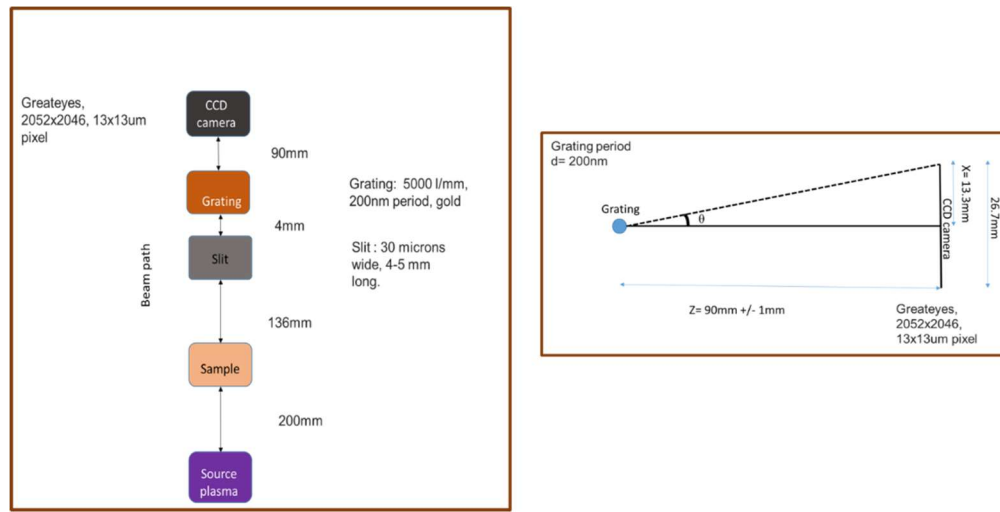 Greateyes,
2052x2046, 13x13um
pixel
CCD
camera
90mm
Grating
Grating: 5000 l/mm,
200nm period, gold
4mm
Slit
Slit : 30 microns
wide, 4-5 mm
long.
Beam path
136mm
Sample
200mm
Source
plasma
Grating period
d= 200nm
Grating
θ
CCD camera
X= 13.3mm
26.7mm
Z= 90mm +/- 1mm
Greateyes,
2052x2046,
13x13um pixel